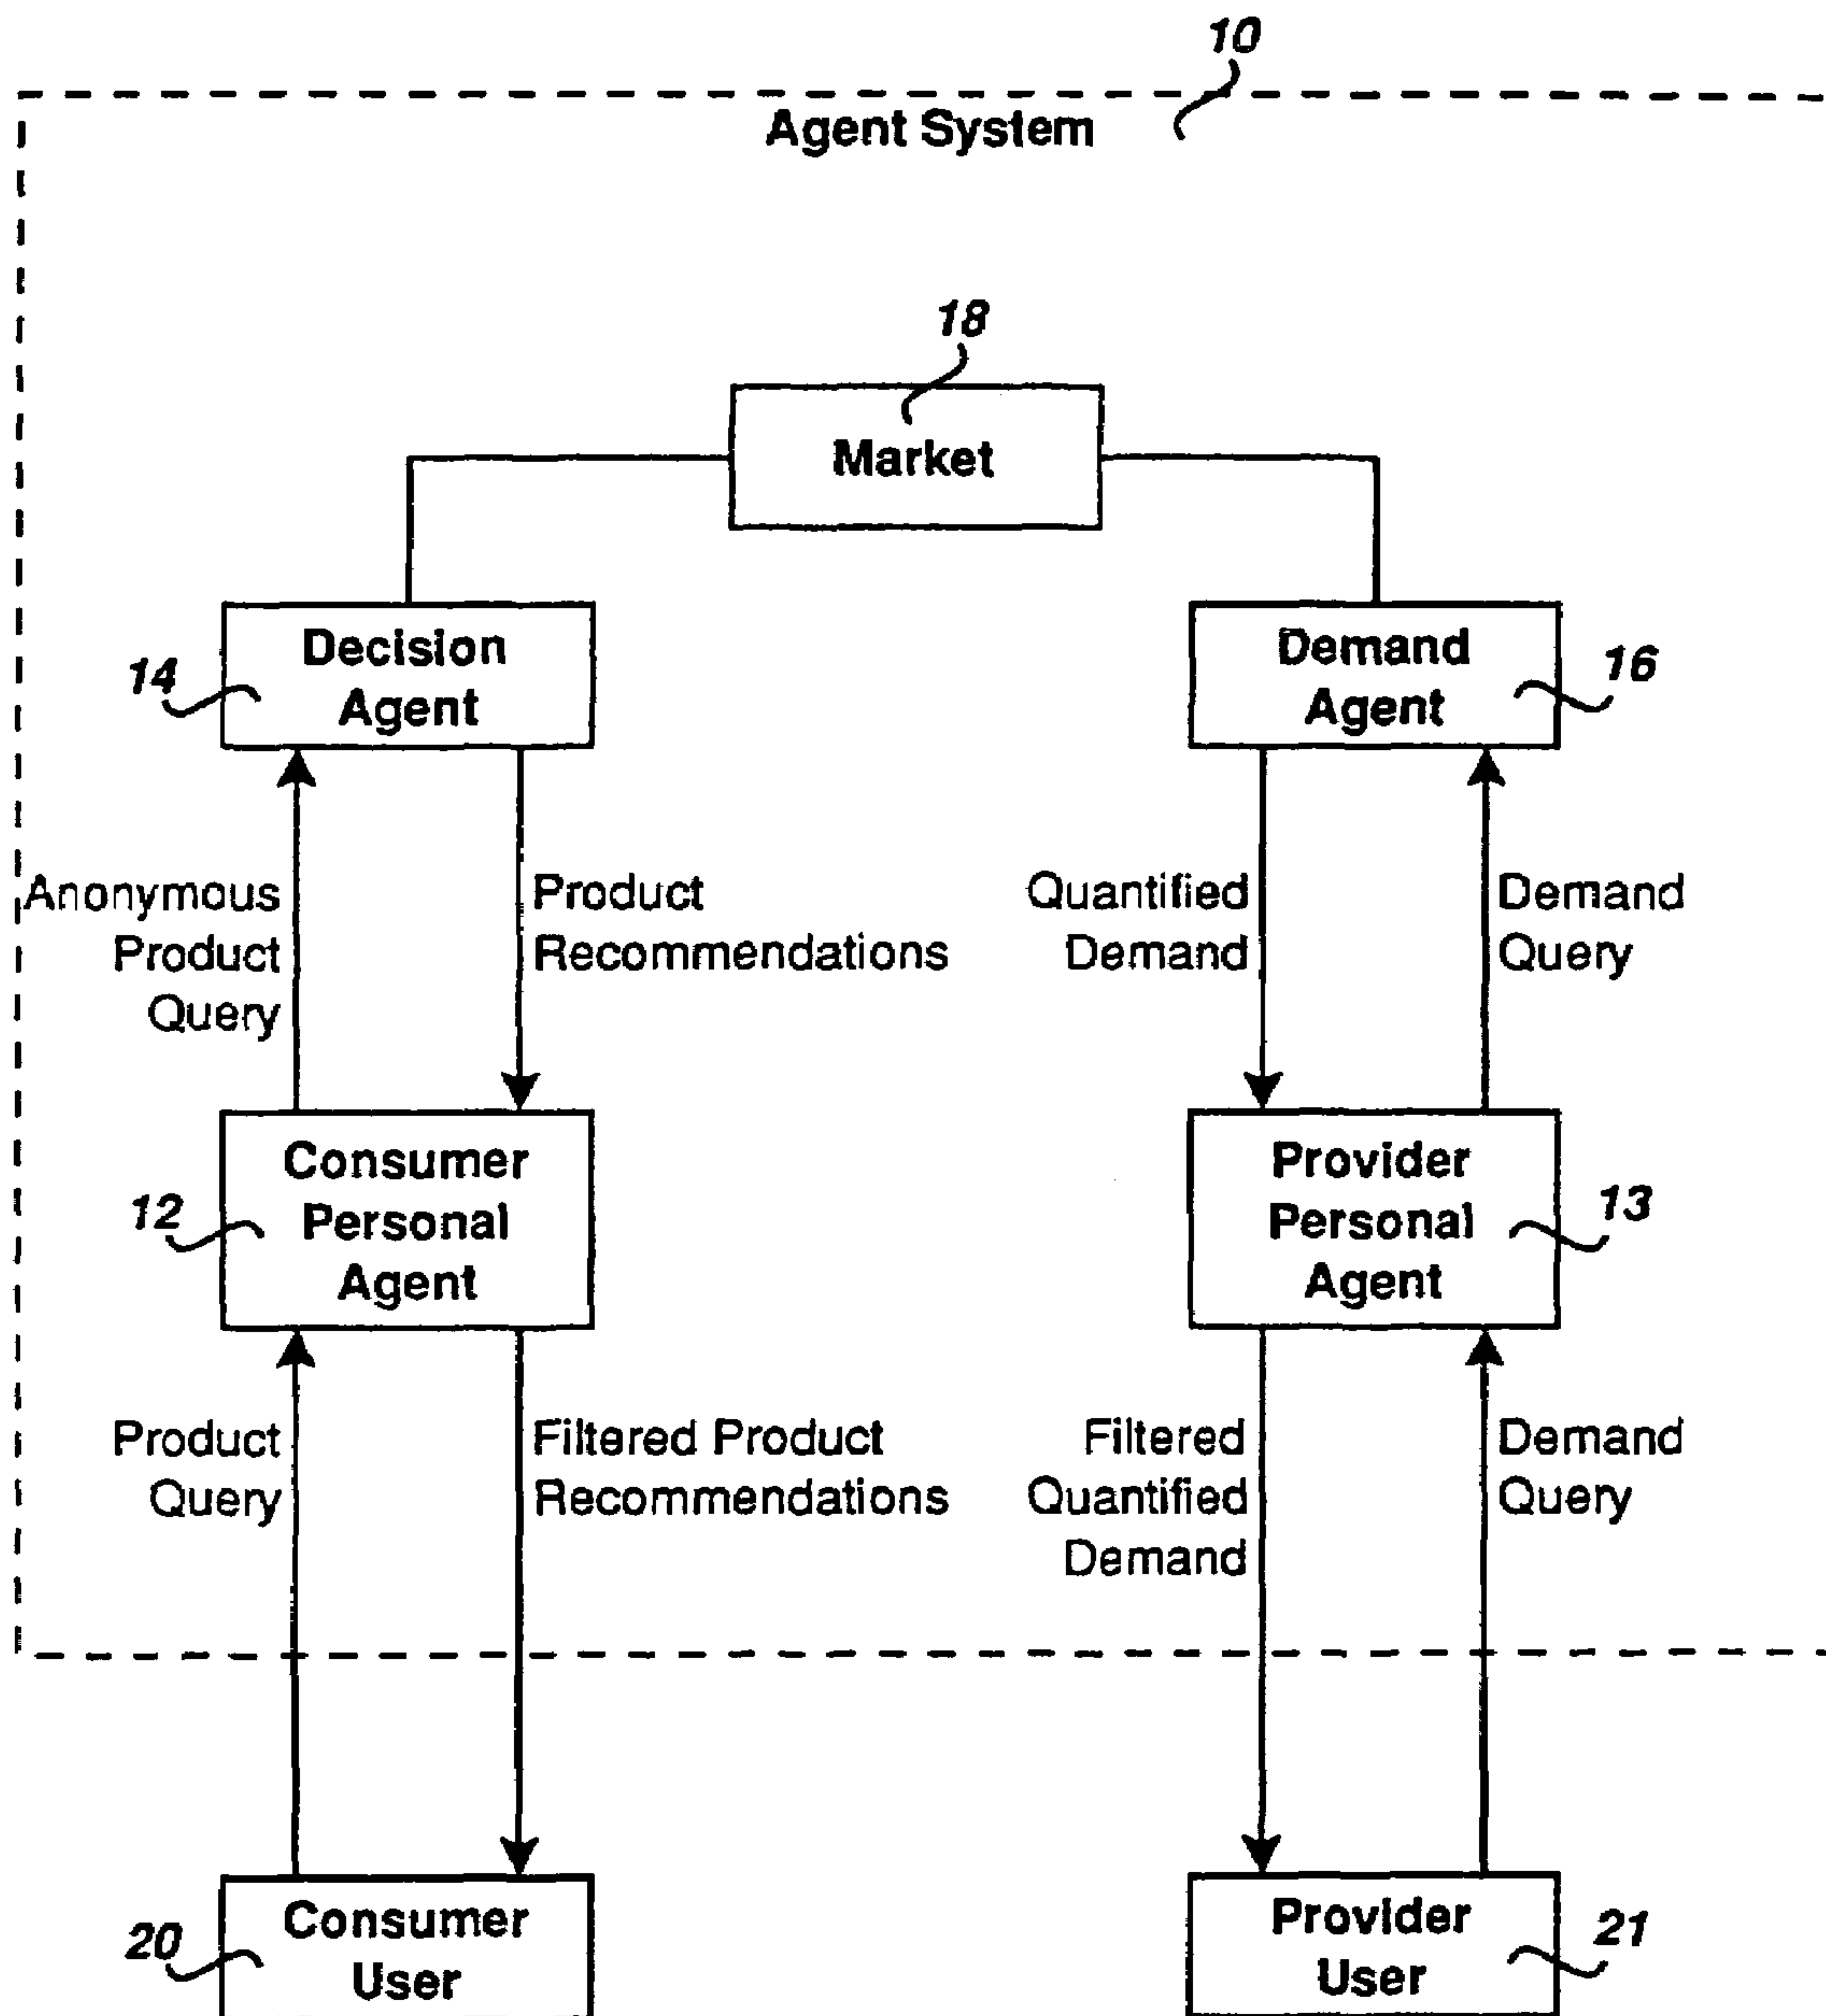 10
Agent System
18
Market
Decision
Agent
14
Demand
Agent
16
Anonymous
Product
Query
Product
Recommendations
Quantified
Demand
Demand
Query
Consumer
Personal
Agent
12
Provider
Personal
Agent
13
Product
Query
Filtered Product
Recommendations
Filtered
Quantified
Demand
Demand
Query
Consumer
User
20
Provider
User
21